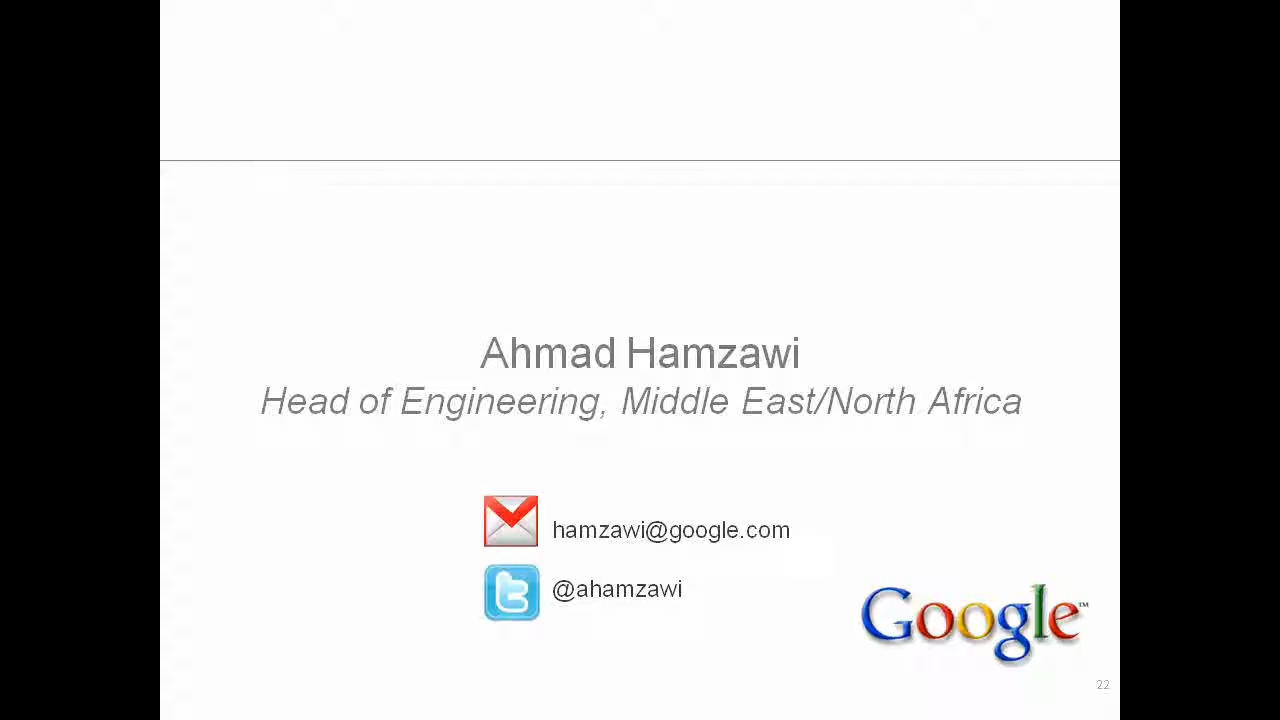 Ahmad Hamzawi
Head of Engineering, Middle East/North Africa
hamzawi@google.com
@ahamzawi
Google™
22